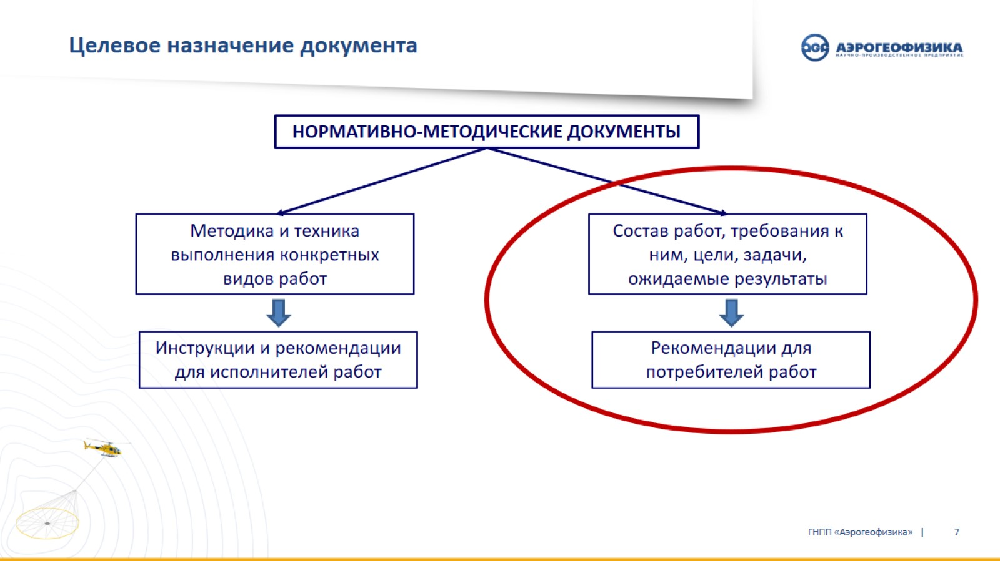 Целевое назначение документа
АЭРОГЕОФИЗИКА
НАУЧНО-ПРОИЗВОДСТВЕННОЕ ПРЕДПРИЯТИЕ
НОРМАТИВНО-МЕТОДИЧЕСКИЕ ДОКУМЕНТЫ
Методика и техника
выполнения конкретных
видов работ
Инструкции и рекомендации
для исполнителей работ
Состав работ, требования к
ним, цели, задачи,
ожидаемые результаты
Рекомендации для
потребителей работ
ГНПП «Аэрогеофизика» | 7